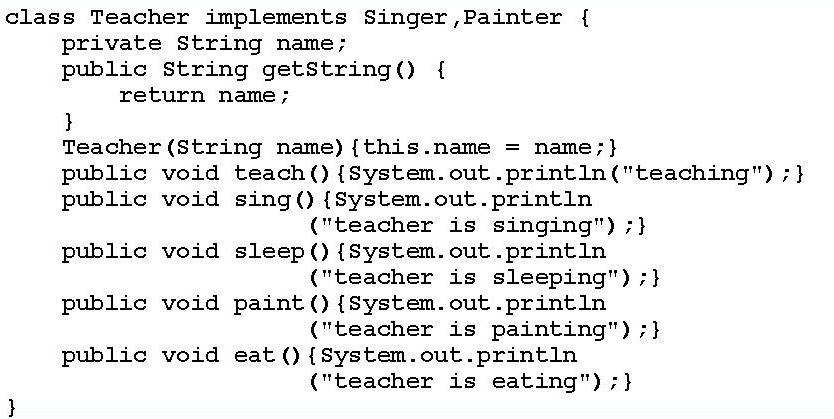 class Teacher implements Singer,Painter {
    private String name;
    public String getString() {
        return name;
    }
    Teacher(String name){this.name = name;}
    public void teach(){System.out.println("teaching");}
    public void sing(){System.out.println
                      ("teacher is singing");}
    public void sleep(){System.out.println
                      ("teacher is sleeping");}
    public void paint(){System.out.println
                      ("teacher is painting");}
    public void eat(){System.out.println
                      ("teacher is eating");}
}